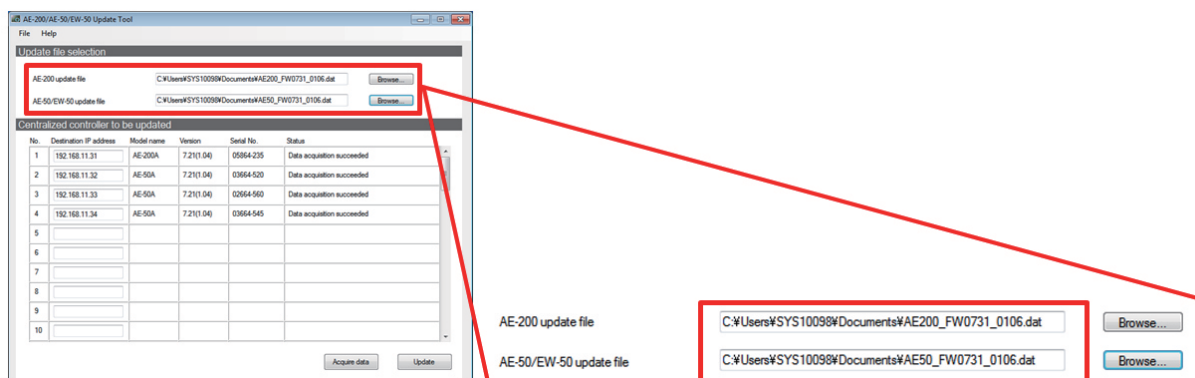 AE-200/AE-50/EW-50 Update Tool
File Help
Update file selection
AE-200 update file C:¥Users¥SYS10098¥Documents¥AE200_FW0731_0106.dat Browse...
AE-50/EW-50 update file C:¥Users¥SYS10098¥Documents¥AE50_FW0731_0106.dat Browse...
Centralized controller to be updated
No. Destination IP address Model name Version Serial No. Status
1 192.168.11.31 AE-200A 7.21(1.04) 05864-235 Data acquisition succeeded
2 192.168.11.32 AE-50A 7.21(1.04) 03664-520 Data acquisition succeeded
3 192.168.11.33 AE-50A 7.21(1.04) 02664-560 Data acquisition succeeded
4 192.168.11.34 AE-50A 7.21(1.04) 03664-545 Data acquisition succeeded
5
6
7
8
9
10
Acquire data Update
AE-200 update file C:¥Users¥SYS10098¥Documents¥AE200_FW0731_0106.dat Browse...
AE-50/EW-50 update file C:¥Users¥SYS10098¥Documents¥AE50_FW0731_0106.dat Browse...